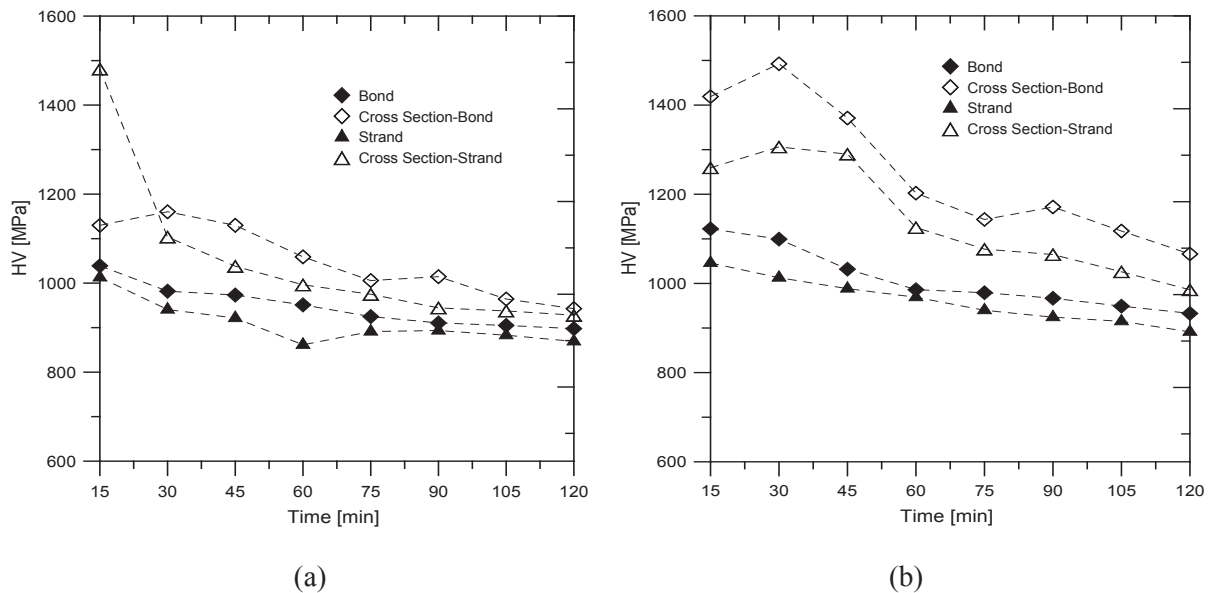 1600
1400
1200
1000
800
600
HV [MPa]
Bond
Cross Section-Bond
Strand
Cross Section-Strand
15 30 45 60 75 90 105 120
Time [min]
(a)
1600
1400
1200
1000
800
600
HV [MPa]
Bond
Cross Section-Bond
Strand
Cross Section-Strand
15 30 45 60 75 90 105 120
Time [min]
(b)